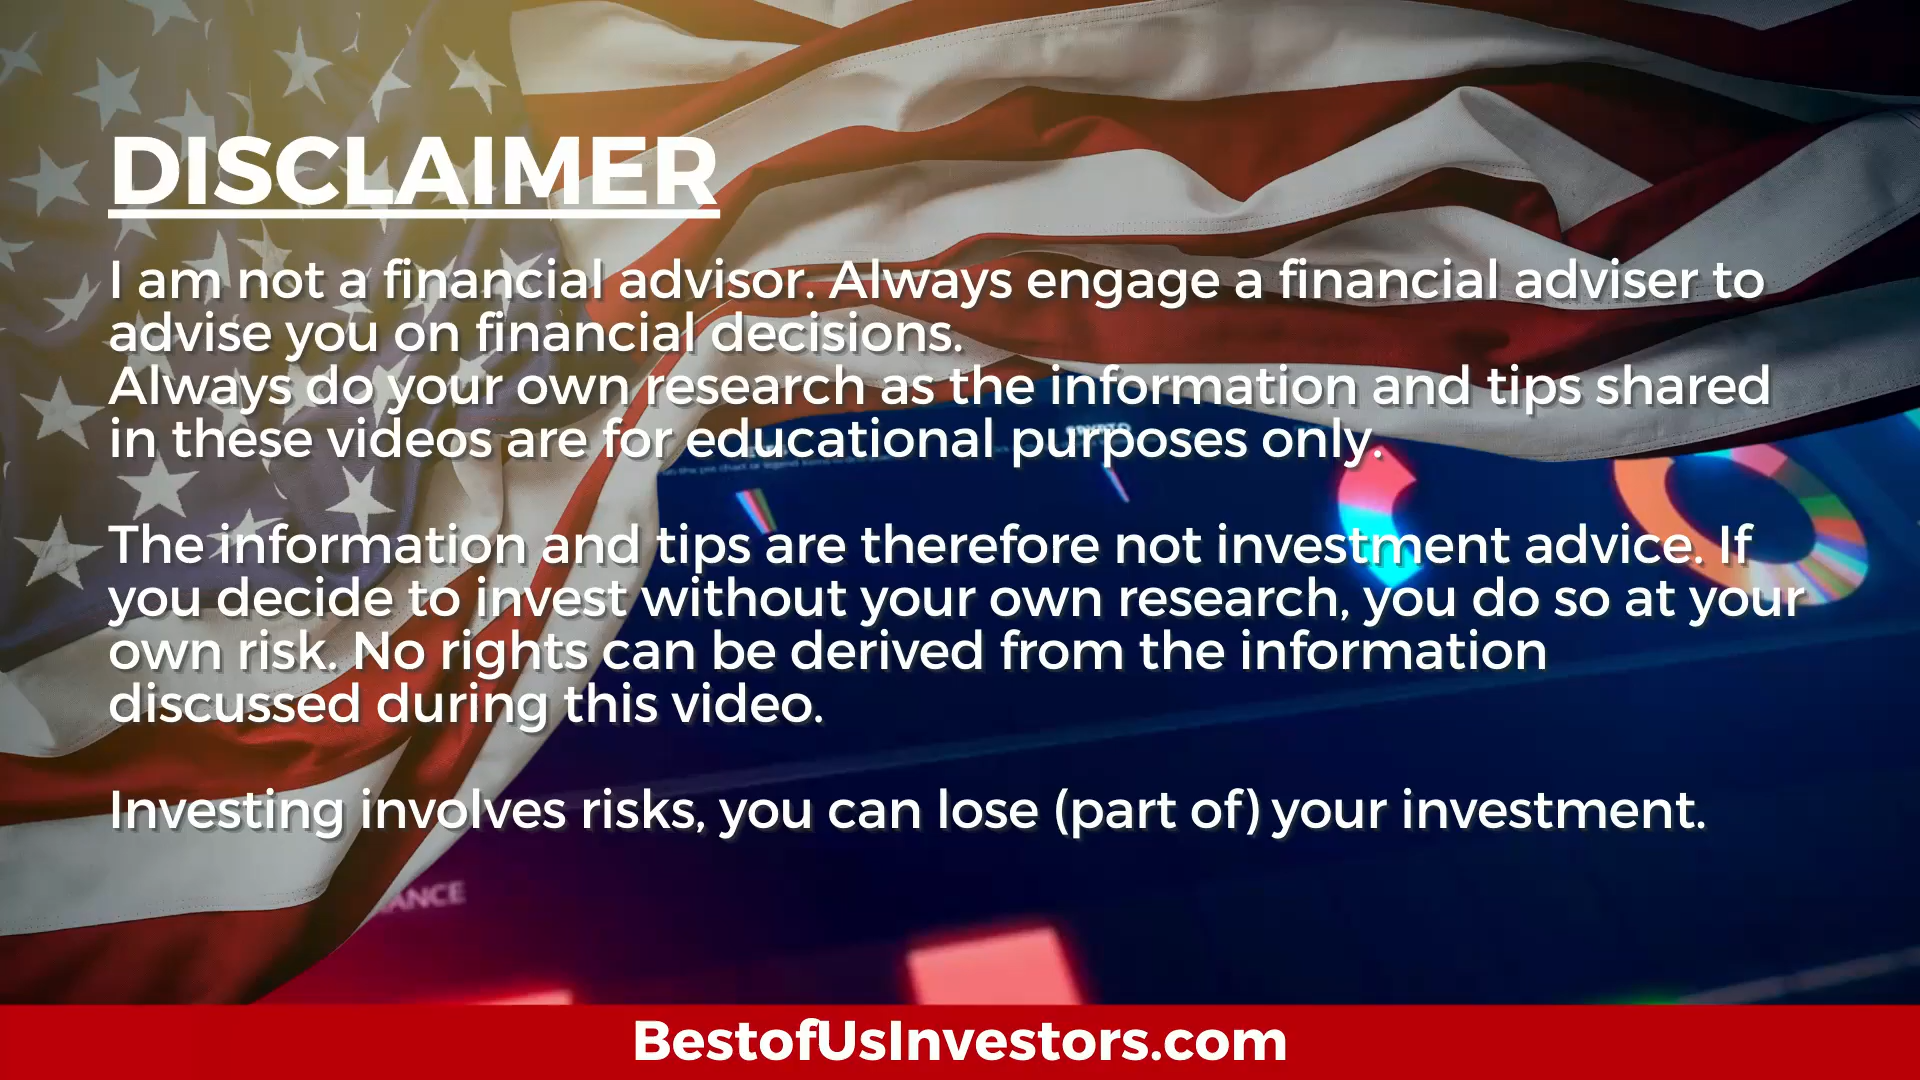 DISCLAIMER
I am not a financial advisor. Always engage a financial adviser to
advise you on financial decisions.
Always do your own research as the information and tips shared
in these videos are for educational purposes only.
The information and tips are therefore not investment advice. If
you decide to invest without your own research, you do so at your
own risk. No rights can be derived from the information
discussed during this video.
Investing involves risks, you can lose (part of) your investment.
BestofUsInvestors.com